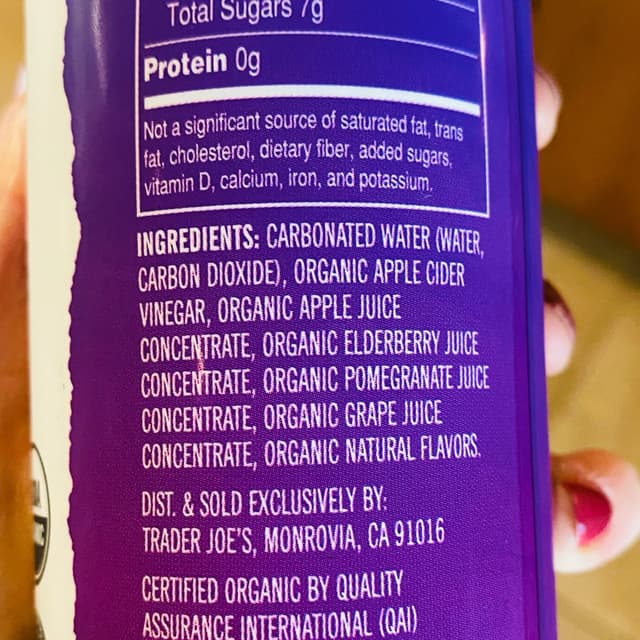 Total Sugars 7g
Protein 0g
Not a significant source of saturated fat, trans
fat, cholesterol, dietary fiber, added sugars,
vitamin D, calcium, iron, and potassium.
INGREDIENTS: CARBONATED WATER (WATER,
CARBON DIOXIDE), ORGANIC APPLE CIDER
VINEGAR, ORGANIC APPLE JUICE
CONCENTRATE, ORGANIC ELDERBERRY JUICE
CONCENTRATE, ORGANIC POMEGRANATE JUICE
CONCENTRATE, ORGANIC GRAPE JUICE
CONCENTRATE, ORGANIC NATURAL FLAVORS.
DIST. & SOLD EXCLUSIVELY BY:
TRADER JOE'S, MONROVIA, CA 91016
CERTIFIED ORGANIC BY QUALITY
ASSURANCE INTERNATIONAL (QAI)